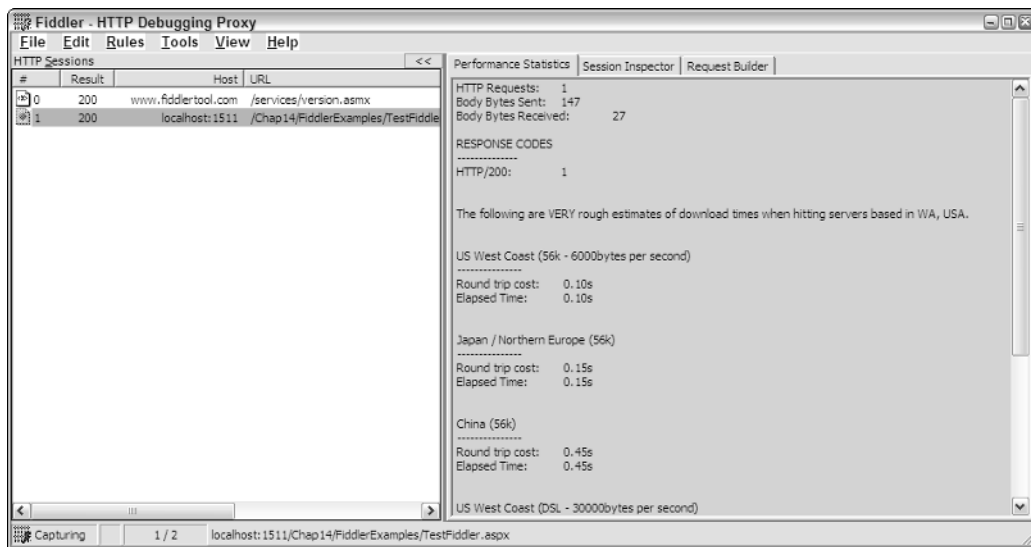 Fiddler - HTTP Debugging Proxy
File Edit Rules Tools View Help
HTTP Sessions <<
# Result Host URL
0 200 www.fiddlertool.com /services/version.asmx
1 200 localhost:1511 /Chap14/FiddlerExamples/TestFiddle
Performance Statistics Session Inspector Request Builder
HTTP Requests: 1
Body Bytes Sent: 147
Body Bytes Received: 27
RESPONSE CODES
--------------
HTTP/200: 1
The following are VERY rough estimates of download times when hitting servers based in WA, USA.
US West Coast (56k - 6000bytes per second)
---------------
Round trip cost: 0.10s
Elapsed Time: 0.10s
Japan / Northern Europe (56k)
---------------
Round trip cost: 0.15s
Elapsed Time: 0.15s
China (56k)
---------------
Round trip cost: 0.45s
Elapsed Time: 0.45s
US West Coast (DSL - 30000bytes per second)
Capturing 1 / 2 localhost:1511/Chap14/FiddlerExamples/TestFiddler.aspx